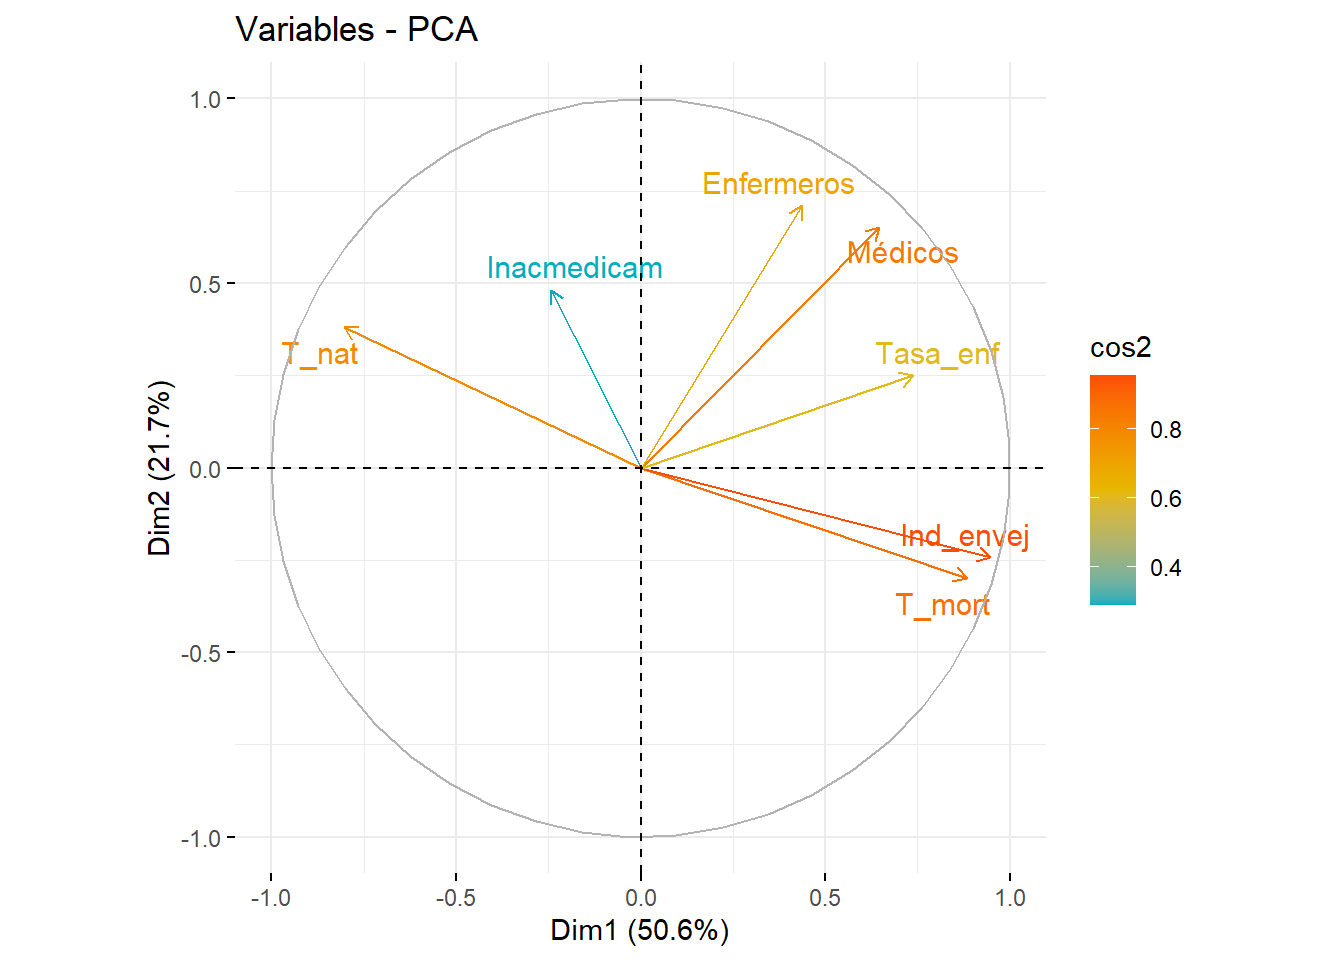 Variables - PCA
1.0
0.5
0.0
-0.5
-1.0
Dim2 (21.7%)
Enfermeros
Médicos
Inacmedicam
T_nat
Tasa_enf
Ind_envej
T_mort
-1.0
-0.5
0.0
0.5
1.0
Dim1 (50.6%)
cos2
0.8
0.6
0.4